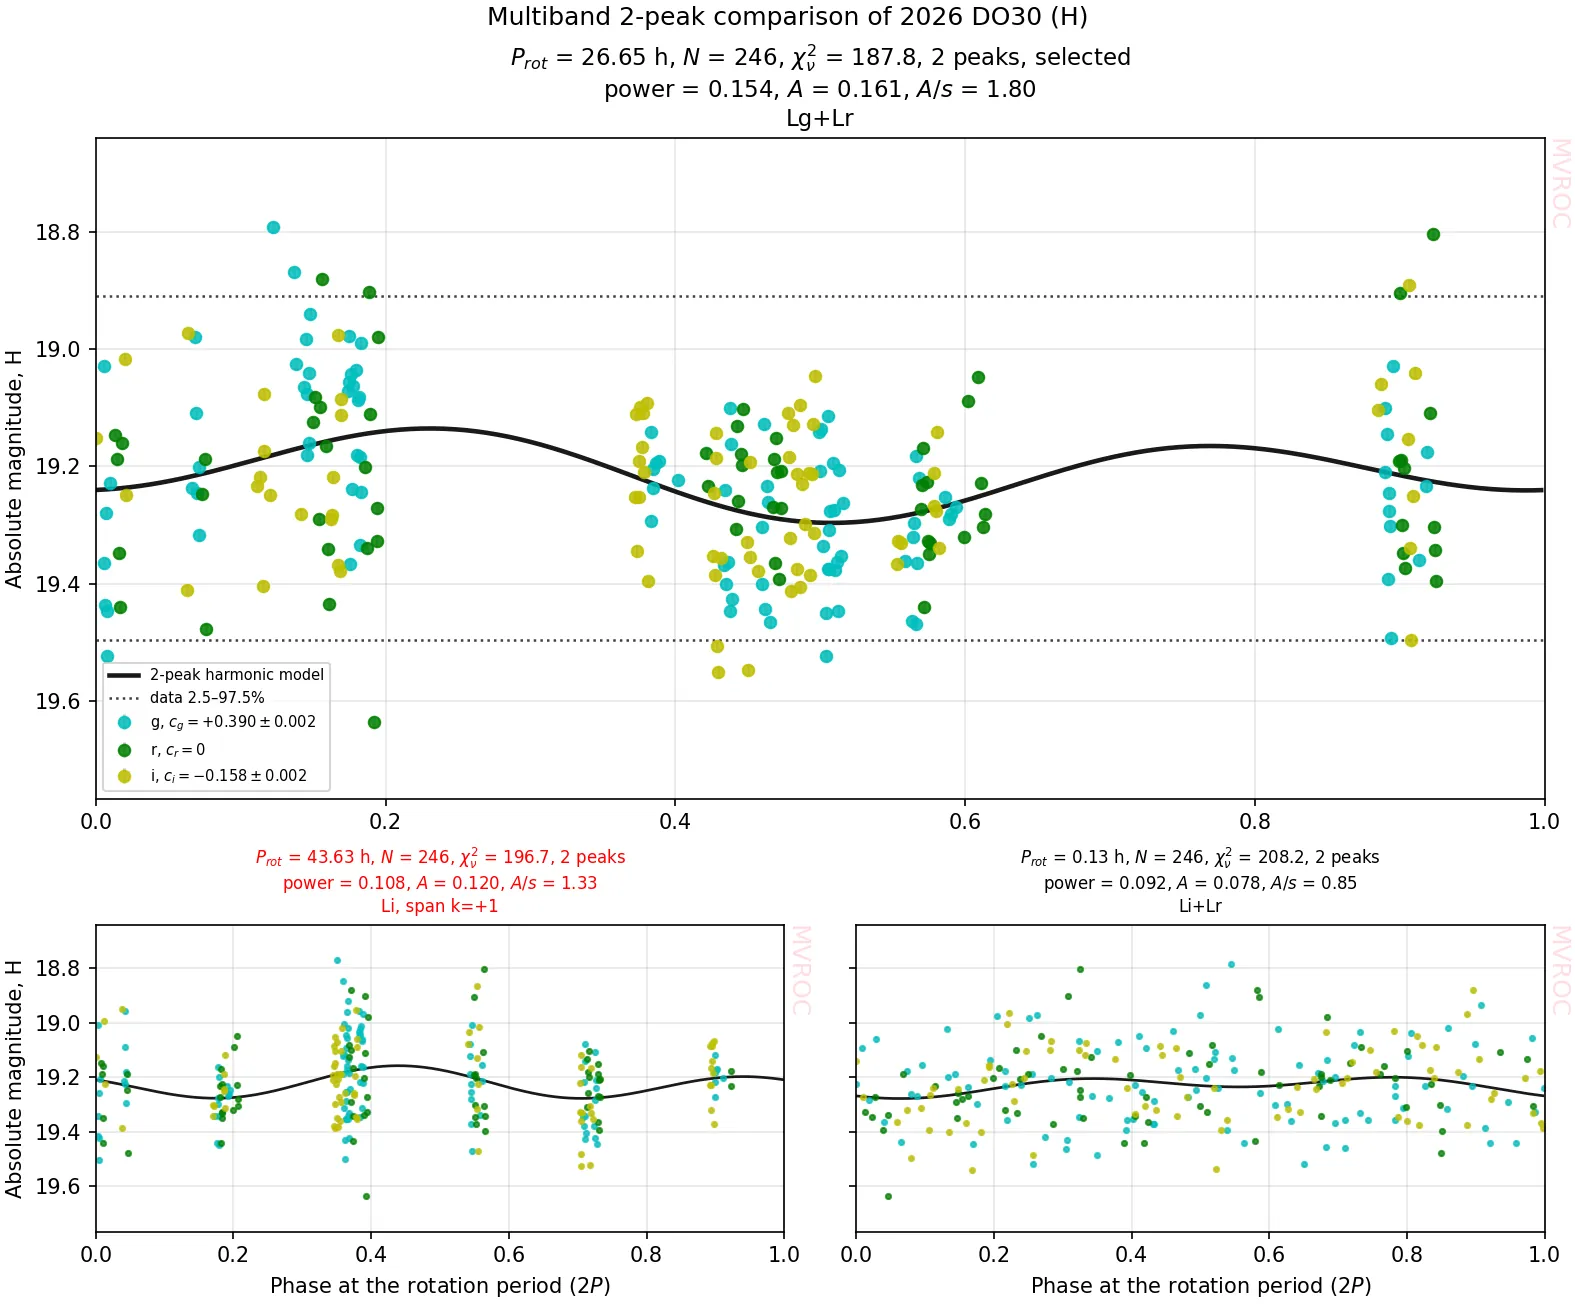 Multiband 2-peak comparison of 2026 DO30 (H)
P_rot = 26.65 h, N = 246, χ²_ν = 187.8, 2 peaks, selected
power = 0.154, A = 0.161, A/s = 1.80
Lg+Lr
MVROC
Absolute magnitude, H
18.8
19.0
19.2
19.4
19.6
2-peak harmonic model
data 2.5–97.5%
g, c_g = +0.390 ± 0.002
r, c_r = 0
i, c_i = −0.158 ± 0.002
0.0 0.2 0.4 0.6 0.8 1.0
P_rot = 43.63 h, N = 246, χ²_ν = 196.7, 2 peaks
power = 0.108, A = 0.120, A/s = 1.33
Li, span k=+1
MVROC
Absolute magnitude, H
18.8
19.0
19.2
19.4
19.6
0.0 0.2 0.4 0.6 0.8 1.0
Phase at the rotation period (2P)
P_rot = 0.13 h, N = 246, χ²_ν = 208.2, 2 peaks
power = 0.092, A = 0.078, A/s = 0.85
Li+Lr
MVROC
0.0 0.2 0.4 0.6 0.8 1.0
Phase at the rotation period (2P)